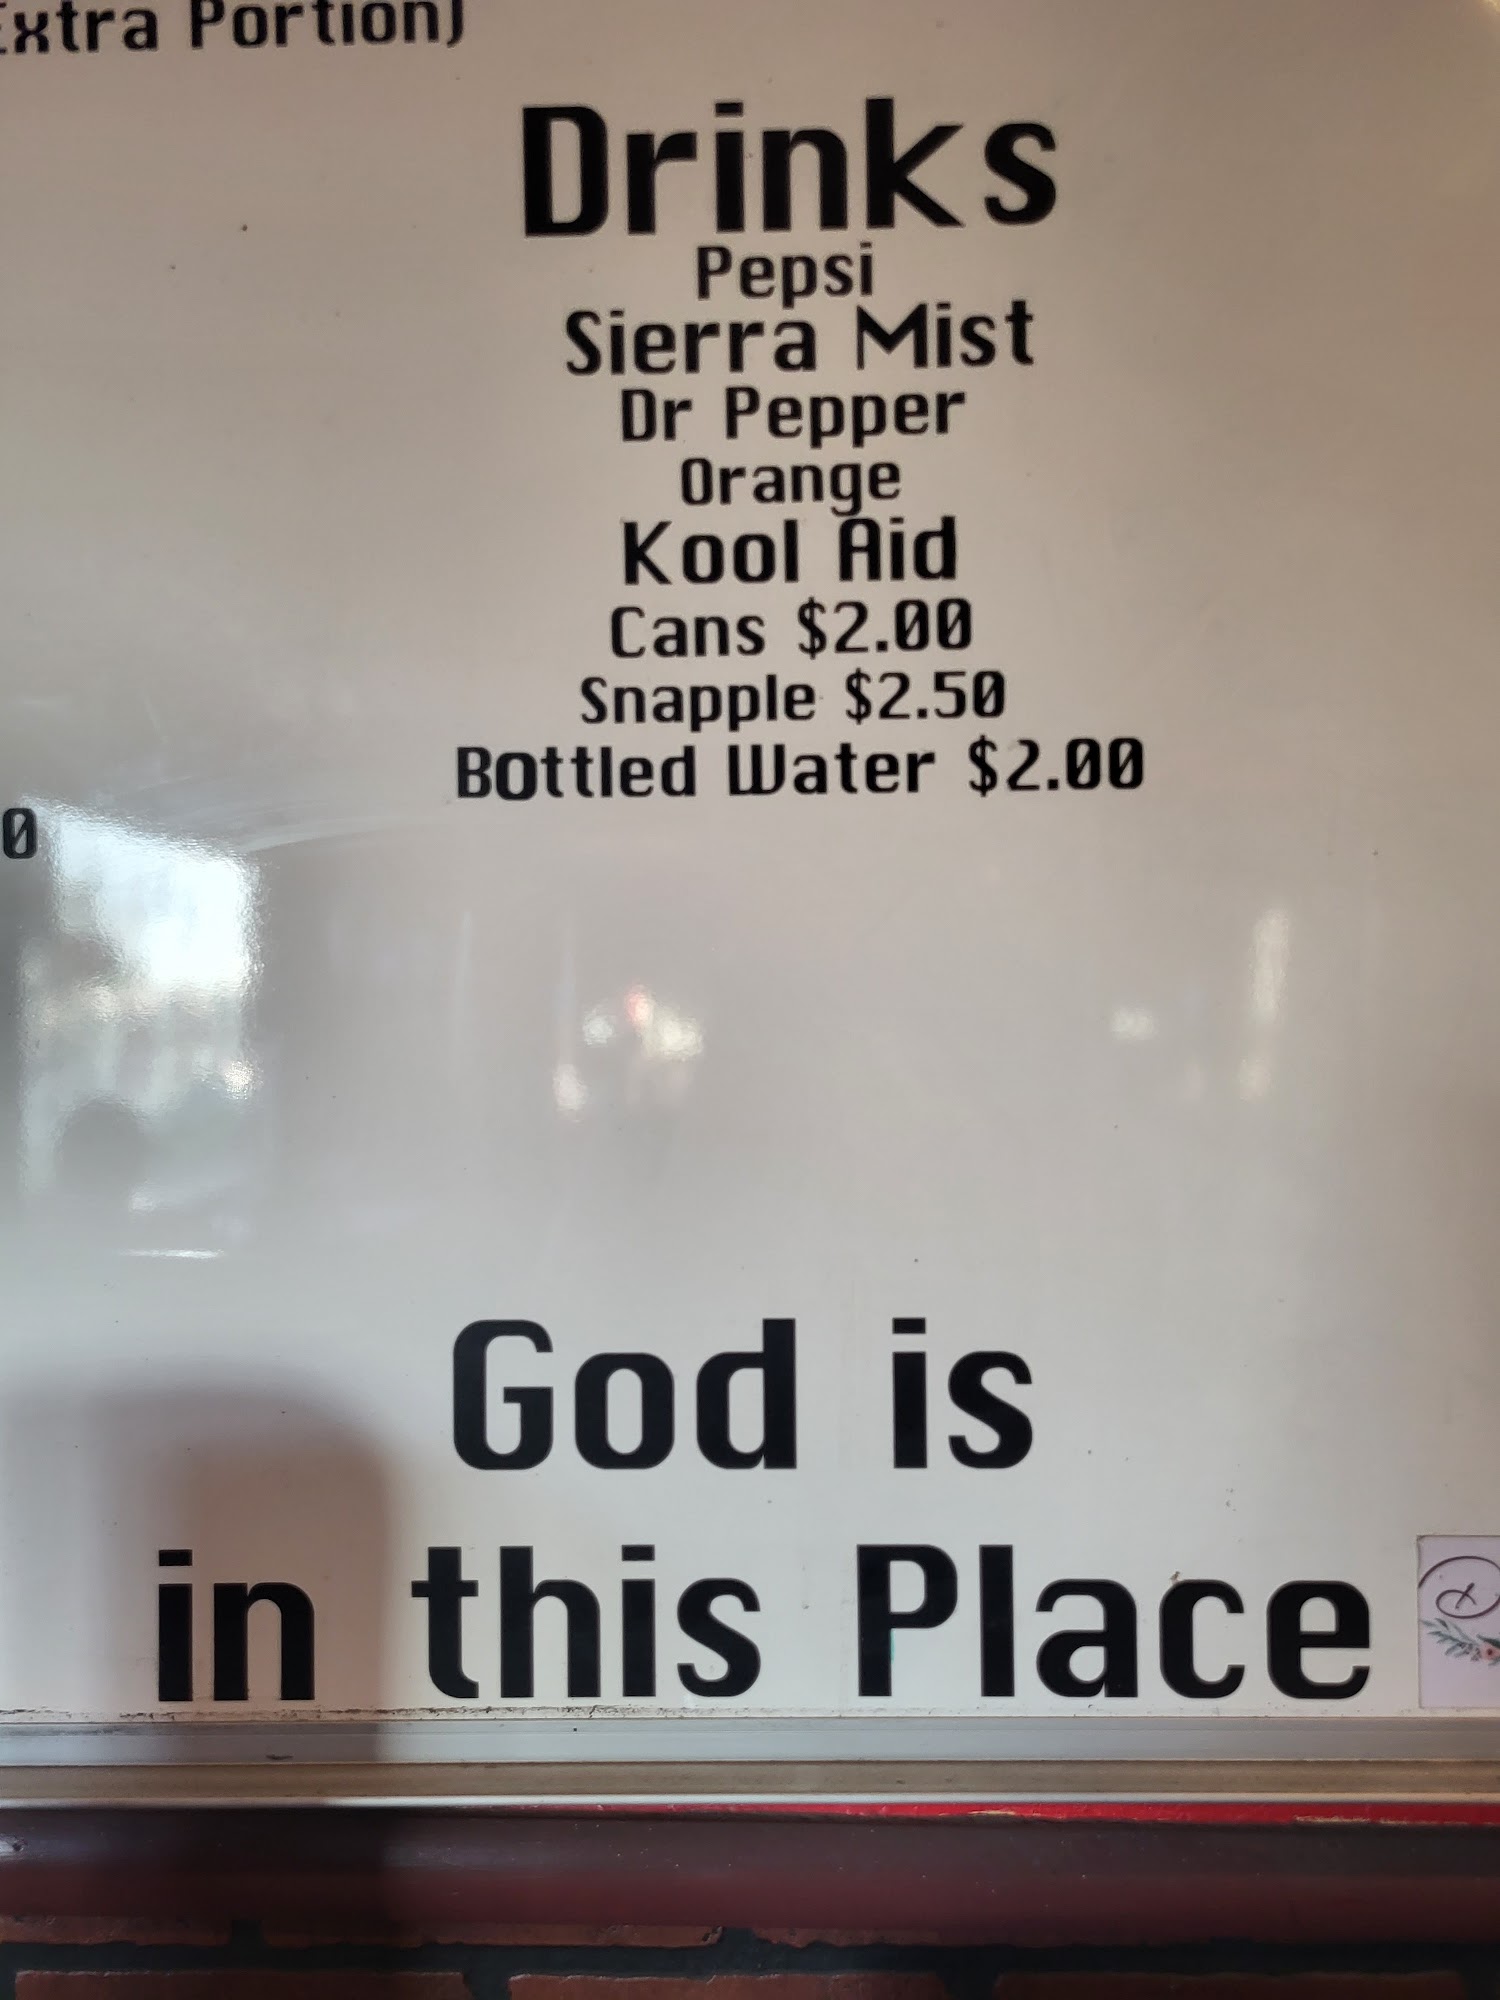 Extra Portion)
Drinks
Pepsi
Sierra Mist
Dr Pepper
Orange
Kool Aid
Cans $2.00
Snapple $2.50
Bottled Water $2.00
0
God is
in this Place